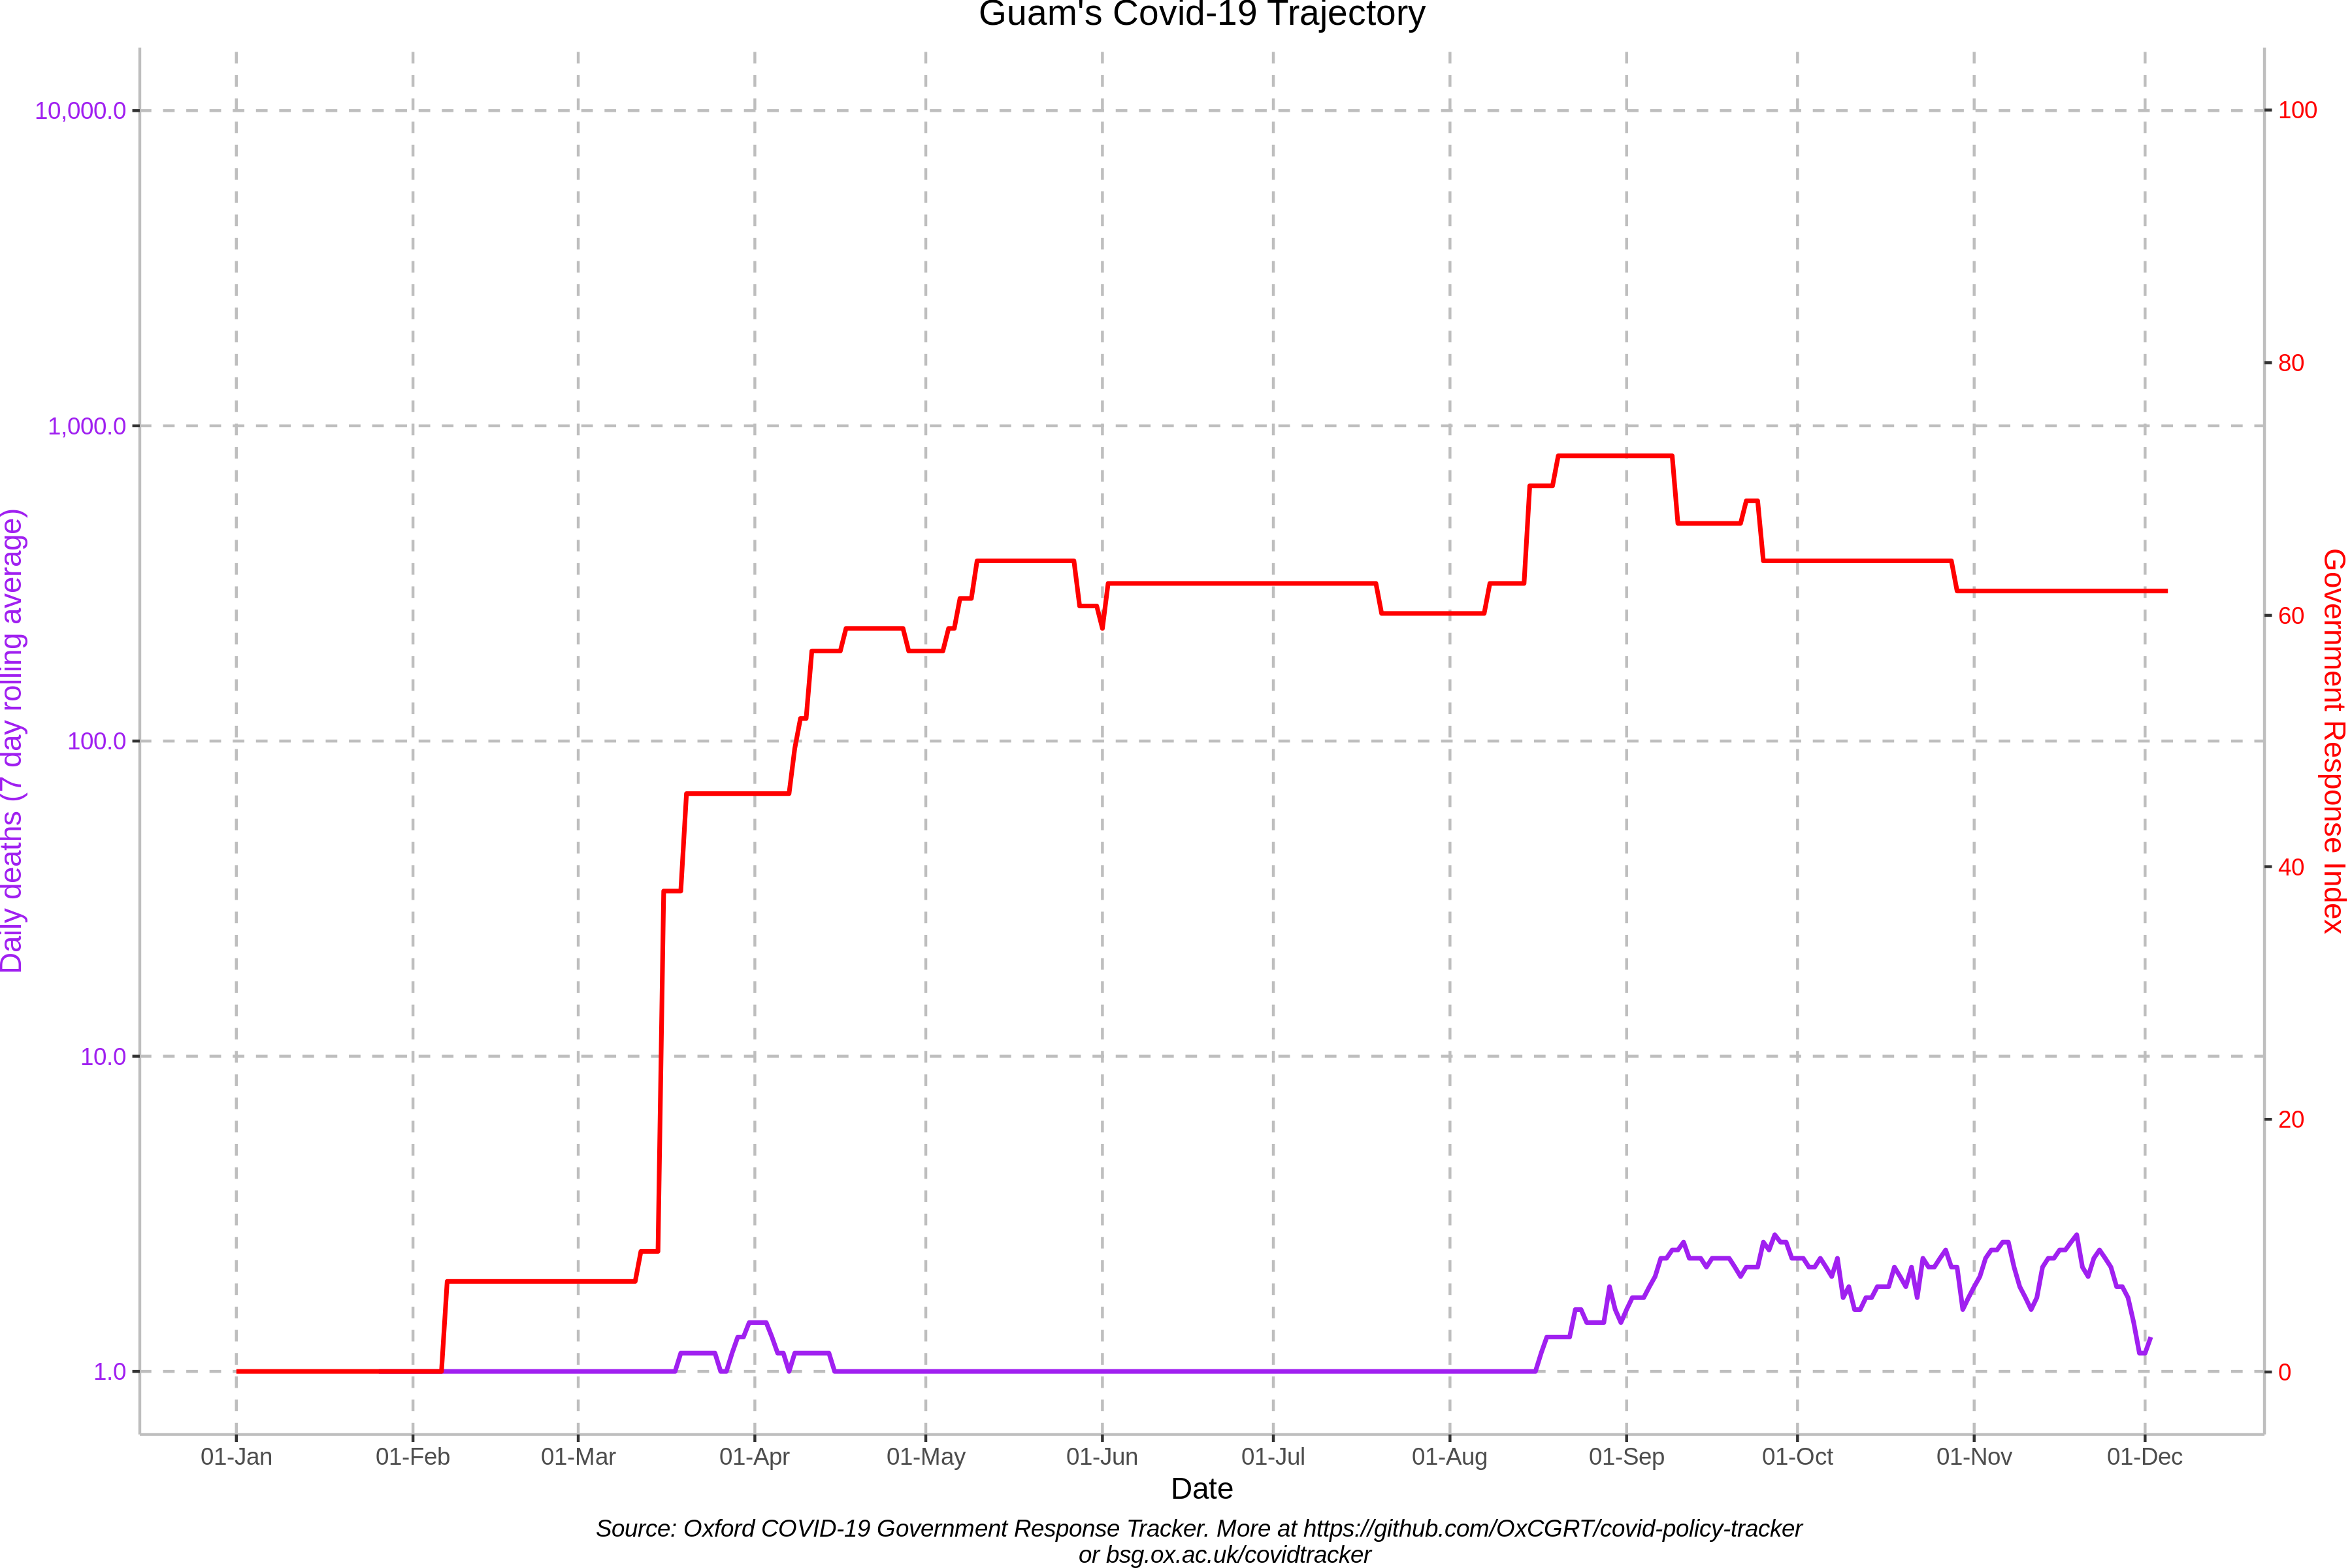 Guam's Covid-19 Trajectory
10,000.0
1,000.0
100.0
10.0
1.0
Daily deaths (7 day rolling average)
100
80
60
40
20
0
Government Response Index
01-Jan
01-Feb
01-Mar
01-Apr
01-May
01-Jun
01-Jul
01-Aug
01-Sep
01-Oct
01-Nov
01-Dec
Date
Source: Oxford COVID-19 Government Response Tracker. More at https://github.com/OxCGRT/covid-policy-tracker
or bsg.ox.ac.uk/covidtracker